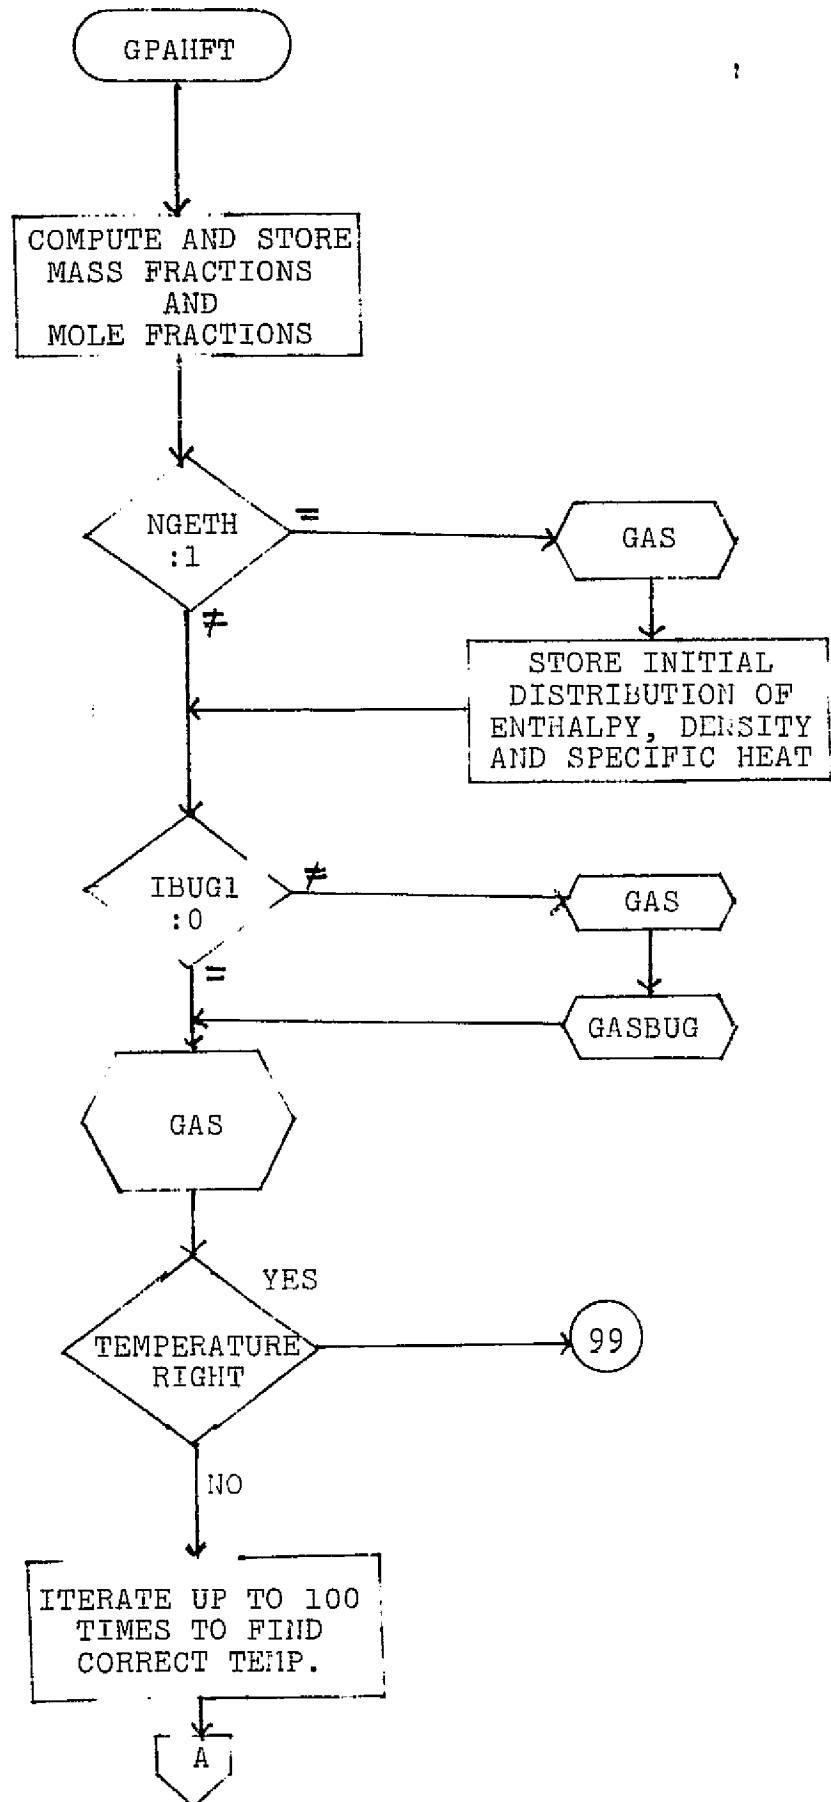 GPAHFT
COMPUTE AND STORE
MASS FRACTIONS
AND
MOLE FRACTIONS
NGETH
:1
=
≠
GAS
STORE INITIAL
DISTRIBUTION OF
ENTHALPY, DENSITY
AND SPECIFIC HEAT
IBUG1
:0
≠
=
GAS
GASBUG
GAS
YES
TEMPERATURE
RIGHT
99
NO
ITERATE UP TO 100
TIMES TO FIND
CORRECT TEMP.
A